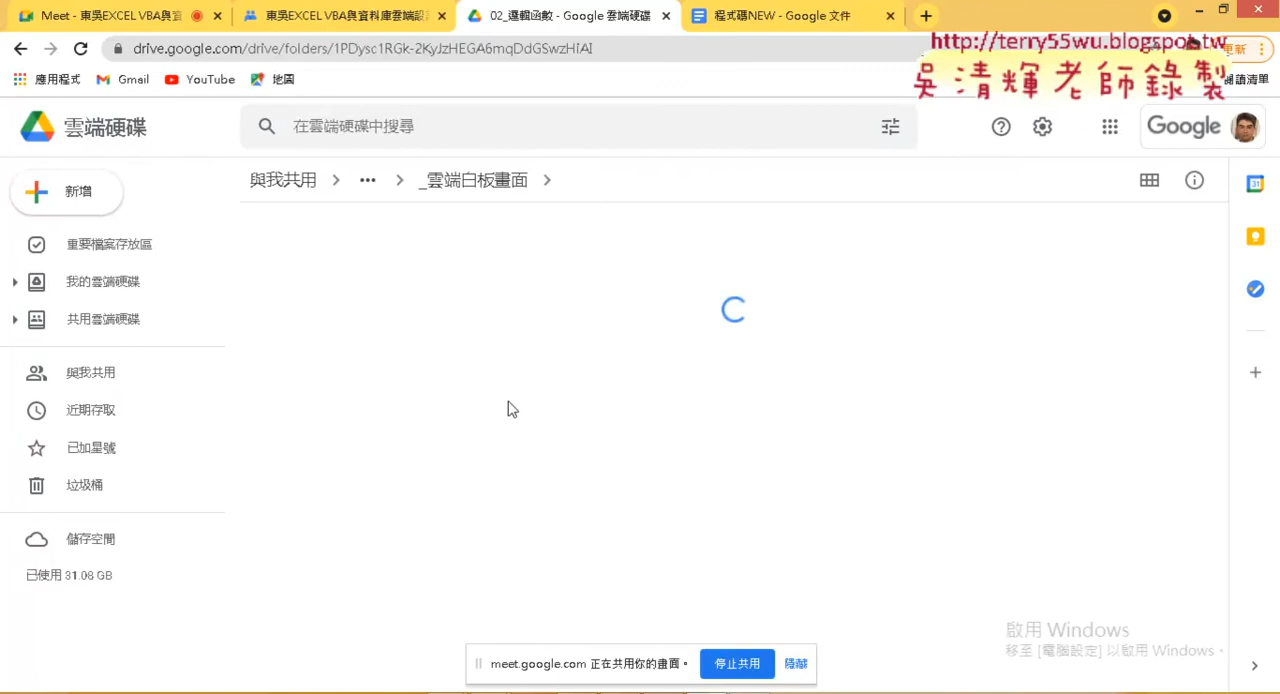 Meet - 東吳EXCEL VBA與資
東吳EXCEL VBA與資料庫雲端設
02_邏輯函數 - Google 雲端硬碟
程式碼NEW - Google 文件
drive.google.com/drive/folders/1PDysc1RGk-2KyJzHEGA6mqDdGSwzHiAI
http://terry55wu.blogspot.tw
更新
應用程式
Gmail
YouTube
地圖
吳清輝老師錄製
閱讀清單
雲端硬碟
在雲端硬碟中搜尋
Google
新增
與我共用
_雲端白板畫面
31
重要檔案存放區
我的雲端硬碟
共用雲端硬碟
與我共用
近期存取
已加星號
垃圾桶
儲存空間
已使用 31.08 GB
啟用 Windows
移至 [電腦設定] 以啟用 Windows。
meet.google.com 正在共用你的畫面。
停止共用
隱藏